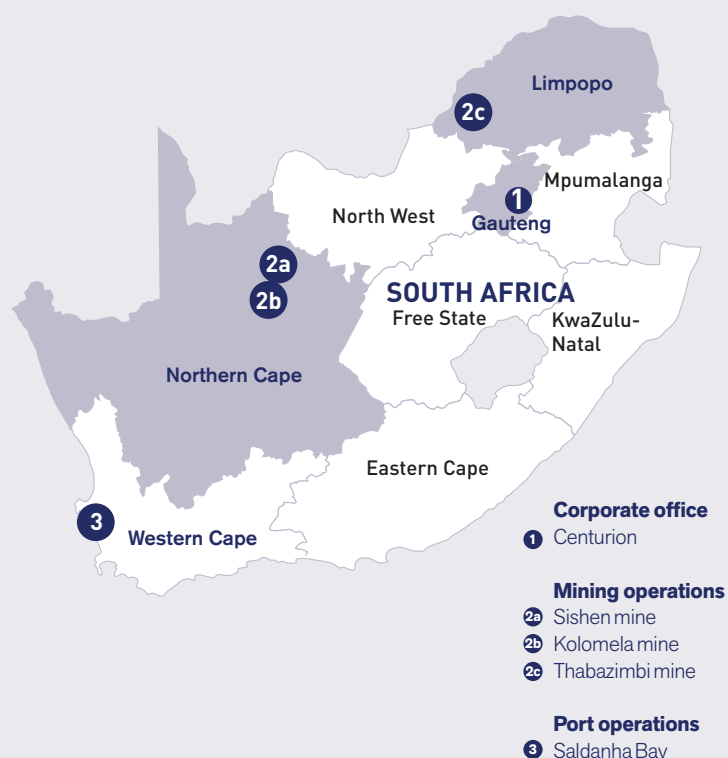 Limpopo
2c
Mpumalanga
1
North West
Gauteng
2a
SOUTH AFRICA
2b
Free State
KwaZulu-
Natal
Northern Cape
Eastern Cape
3
Western Cape
Corporate office
1 Centurion
Mining operations
2a Sishen mine
2b Kolomela mine
2c Thabazimbi mine
Port operations
3 Saldanha Bay